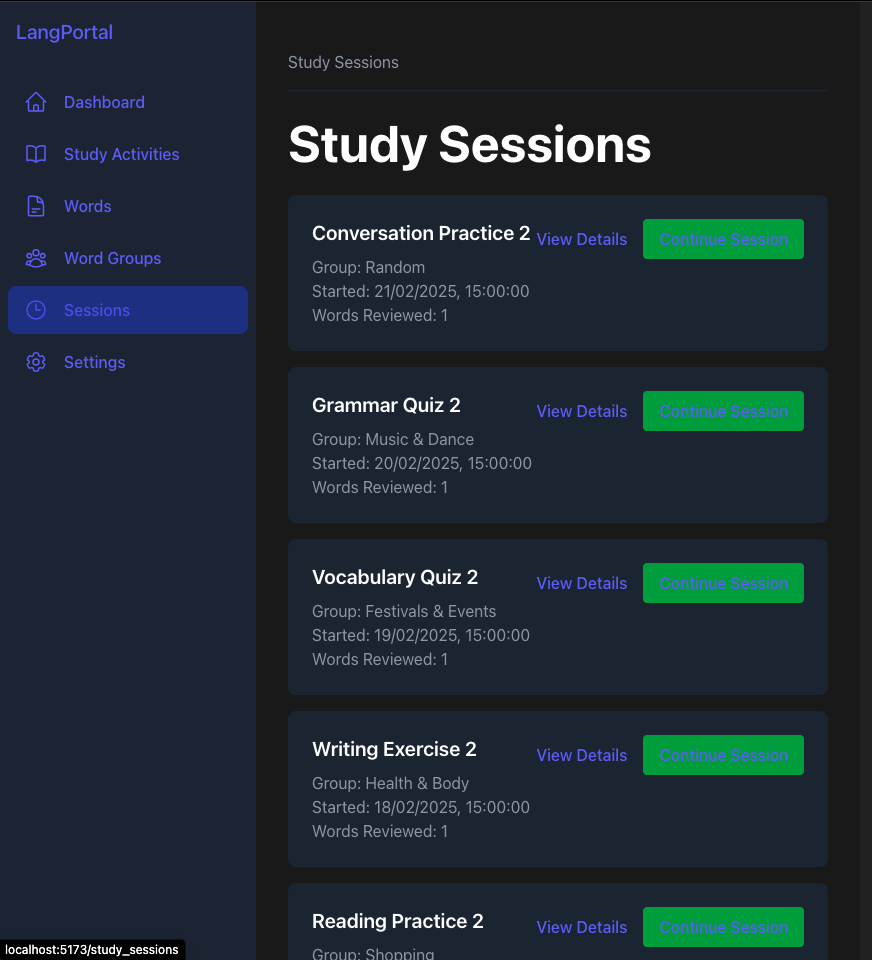 LangPortal
Dashboard
Study Activities
Words
Word Groups
Sessions
Settings
Study Sessions
Study Sessions
Conversation Practice 2 View Details Continue Session
Group: Random
Started: 21/02/2025, 15:00:00
Words Reviewed: 1
Grammar Quiz 2 View Details Continue Session
Group: Music & Dance
Started: 20/02/2025, 15:00:00
Words Reviewed: 1
Vocabulary Quiz 2 View Details Continue Session
Group: Festivals & Events
Started: 19/02/2025, 15:00:00
Words Reviewed: 1
Writing Exercise 2 View Details Continue Session
Group: Health & Body
Started: 18/02/2025, 15:00:00
Words Reviewed: 1
Reading Practice 2 View Details Continue Session
Group: Shopping
localhost:5173/study_sessions